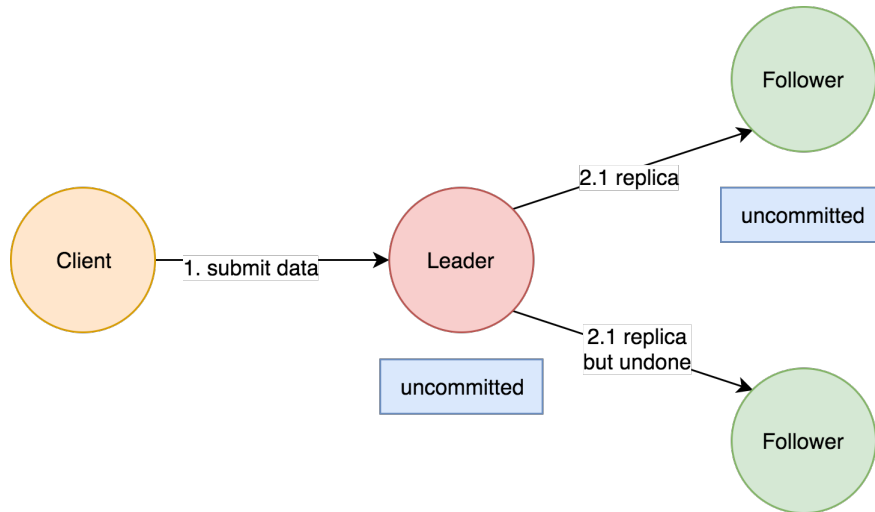 Follower
2.1 replica
uncommitted
Client
1. submit data
Leader
2.1 replica
but undone
uncommitted
Follower